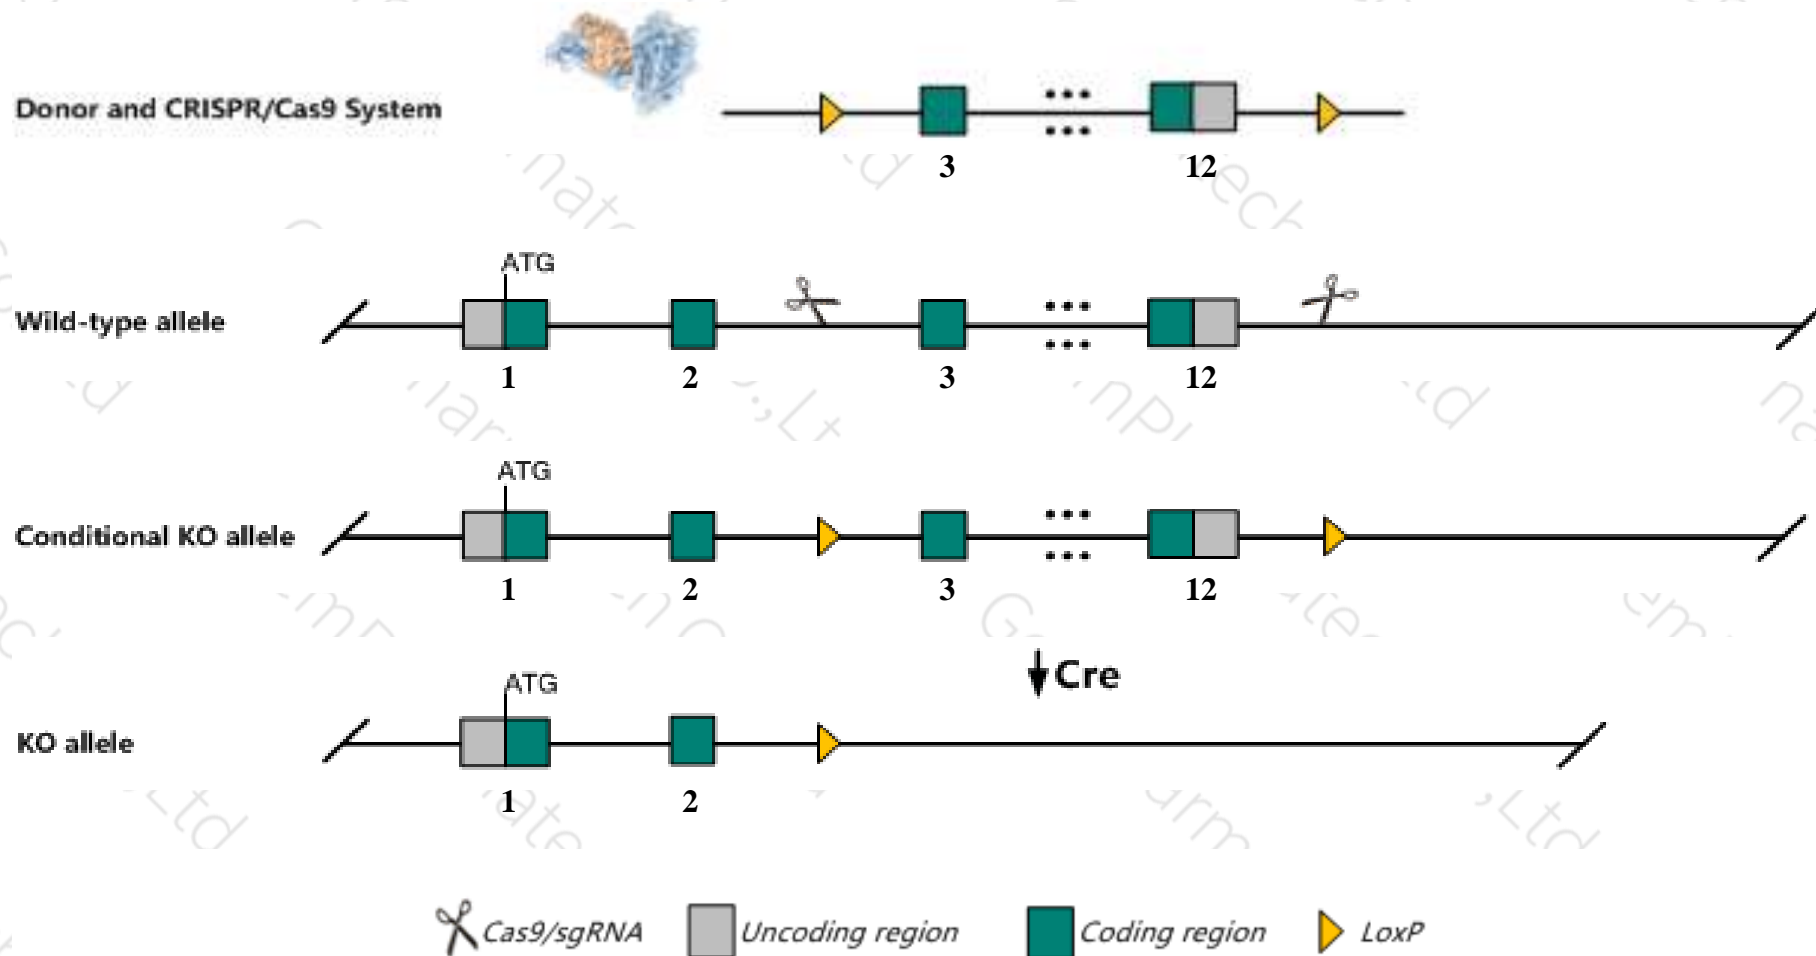 Donor and CRISPR/Cas9 System
3 12
ATG
Wild-type allele
1 2 3 12
ATG
Conditional KO allele
1 2 3 12
Cre
ATG
KO allele
1 2
Cas9/sgRNA Uncoding region Coding region LoxP